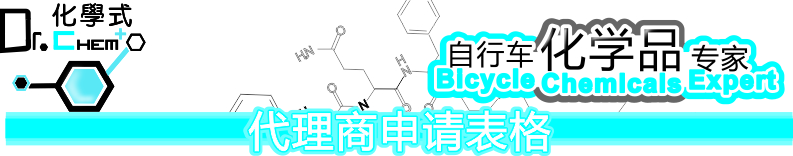 化學式
Dr. CHEM+
自行车 化学品 专家
Bicycle Chemicals Expert
H₂N
O
H
N
O
O
N
代理商申请表格